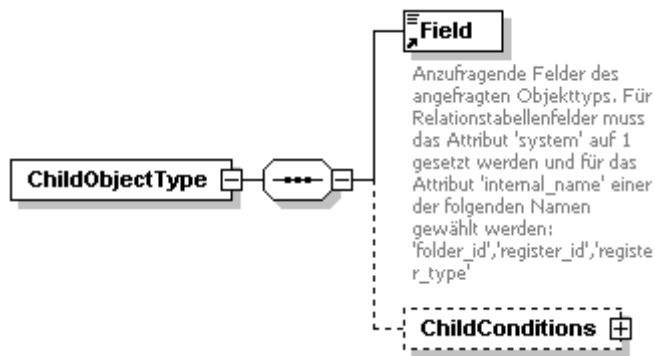 Field
Anzufragende Felder des
angefragten Objekttyps. Für
Relationstabellenfelder muss
das Attribut 'system' auf 1
gesetzt werden und für das
Attribut 'internal_name' einer
der folgenden Namen
gewählt werden:
'folder_id','register_id','registe
r_type'
ChildObjectType
ChildConditions